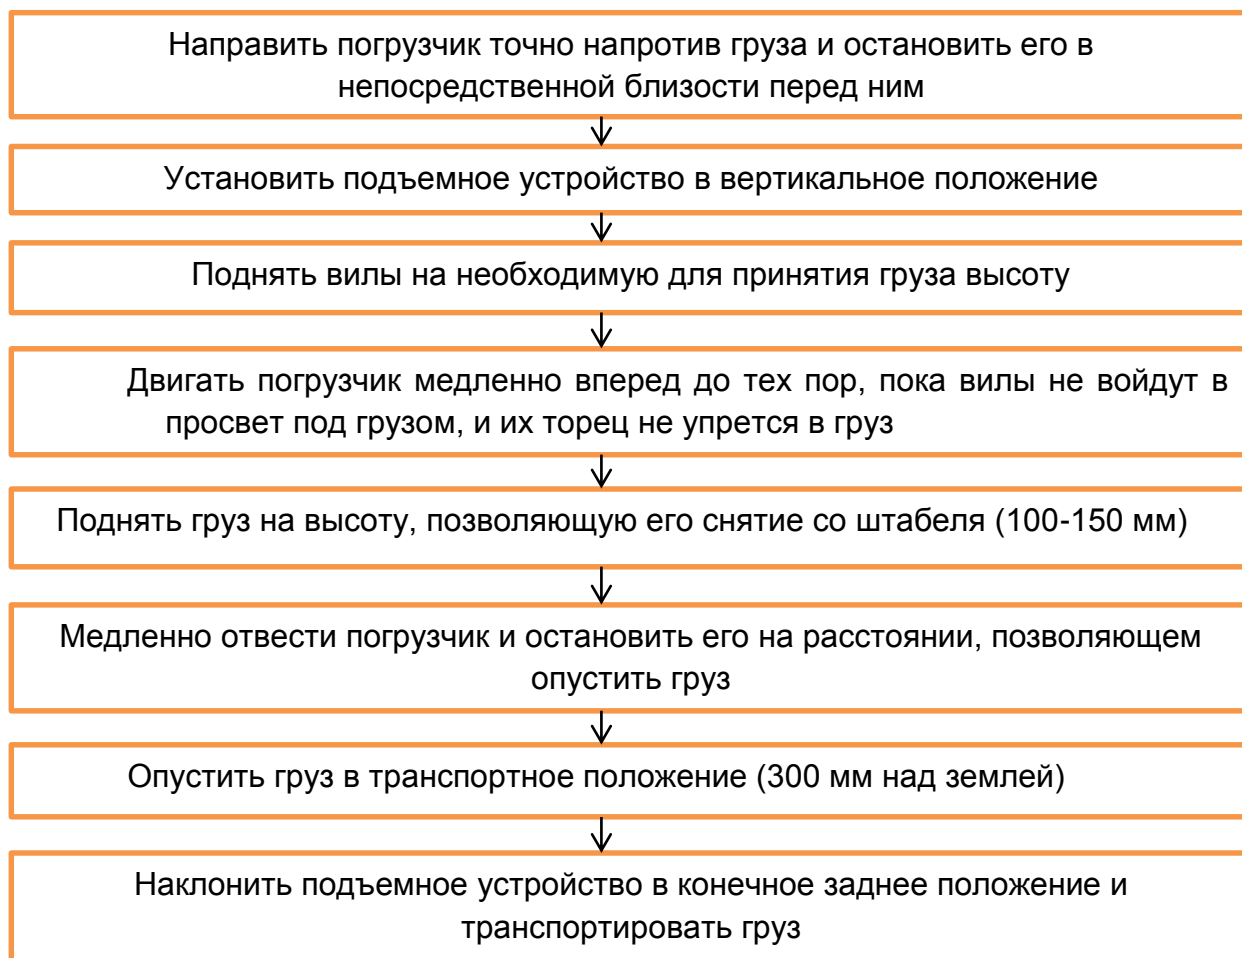 Направить погрузчик точно напротив груза и остановить его в
непосредственной близости перед ним
Установить подъемное устройство в вертикальное положение
Поднять вилы на необходимую для принятия груза высоту
Двигать погрузчик медленно вперед до тех пор, пока вилы не войдут в
просвет под грузом, и их торец не упрется в груз
Поднять груз на высоту, позволяющую его снятие со штабеля (100-150 мм)
Медленно отвести погрузчик и остановить его на расстоянии, позволяющем
опустить груз
Опустить груз в транспортное положение (300 мм над землей)
Наклонить подъемное устройство в конечное заднее положение и
транспортировать груз